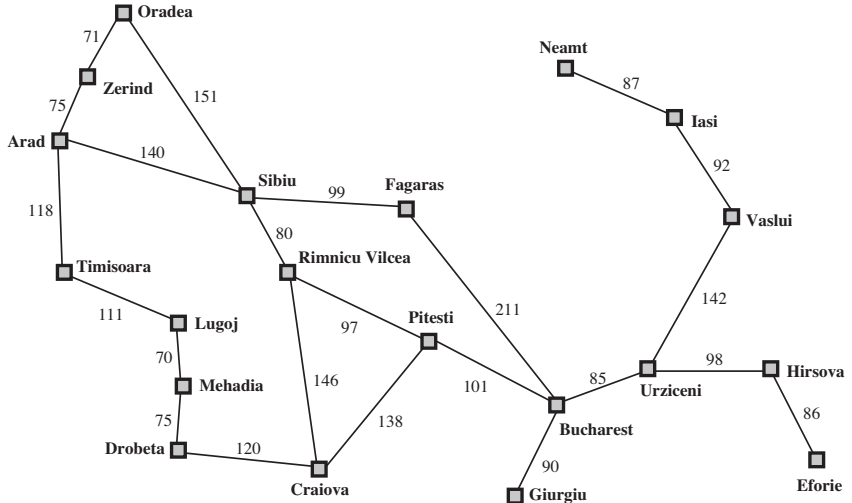 Oradea
71
Neamt
Zerind
87
151
75
Iasi
Arad
140
92
Sibiu
99
Fagaras
118
Vaslui
80
Timisoara
Rimnicu Vilcea
142
111
211
Lugoj
97
Pitesti
70
98
Hirsova
146
101
85
Urziceni
Mehadia
138
86
75
Bucharest
120
Drobeta
90
Craiova
Eforie
Giurgiu